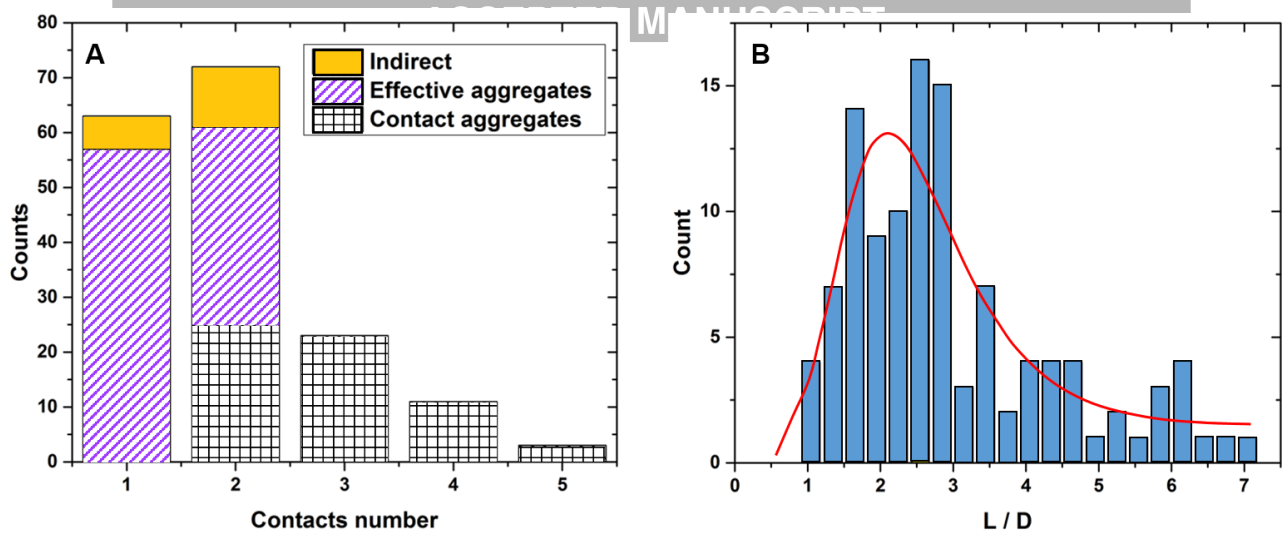 ACCEPTED MANUSCRIPT
A
Indirect
Effective aggregates
Contact aggregates
80
70
60
50
40
30
20
10
0
Counts
1 2 3 4 5
Contacts number
B
15
10
5
0
Count
0 1 2 3 4 5 6 7
L / D